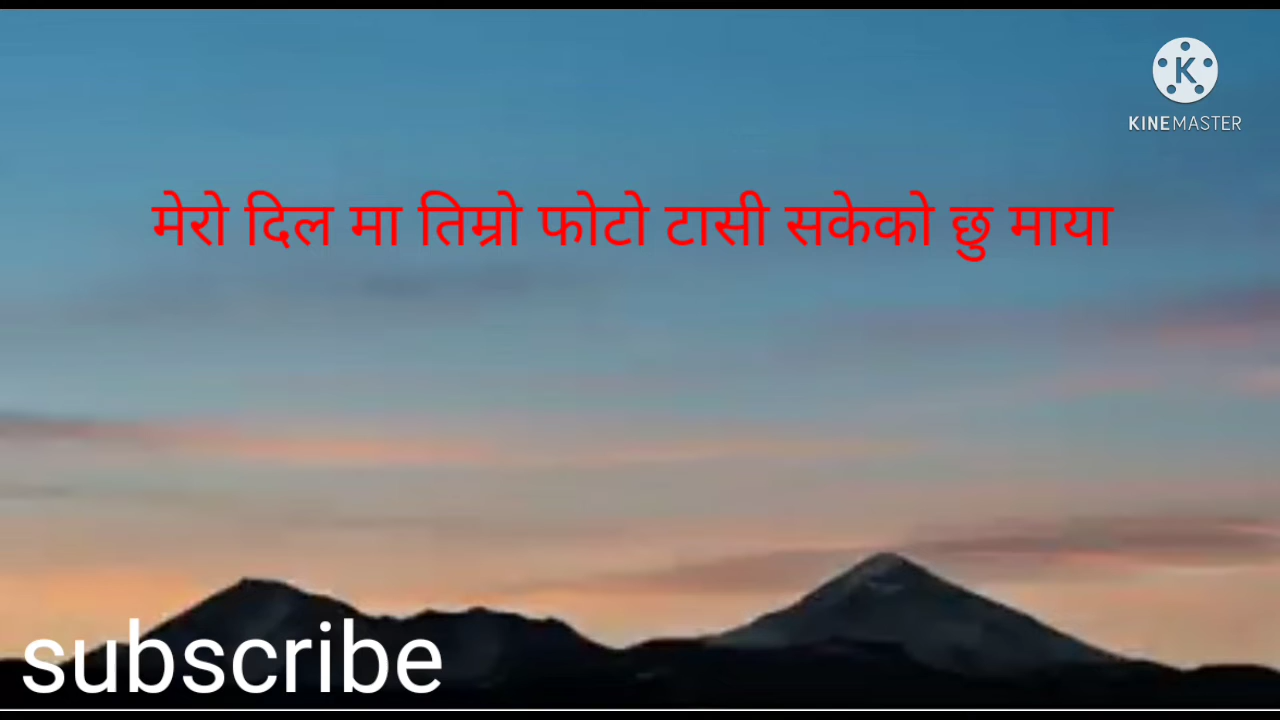 K
KINEMASTER
मेरो दिल मा तिम्रो फोटो टासी सकेको छु माया
subscribe